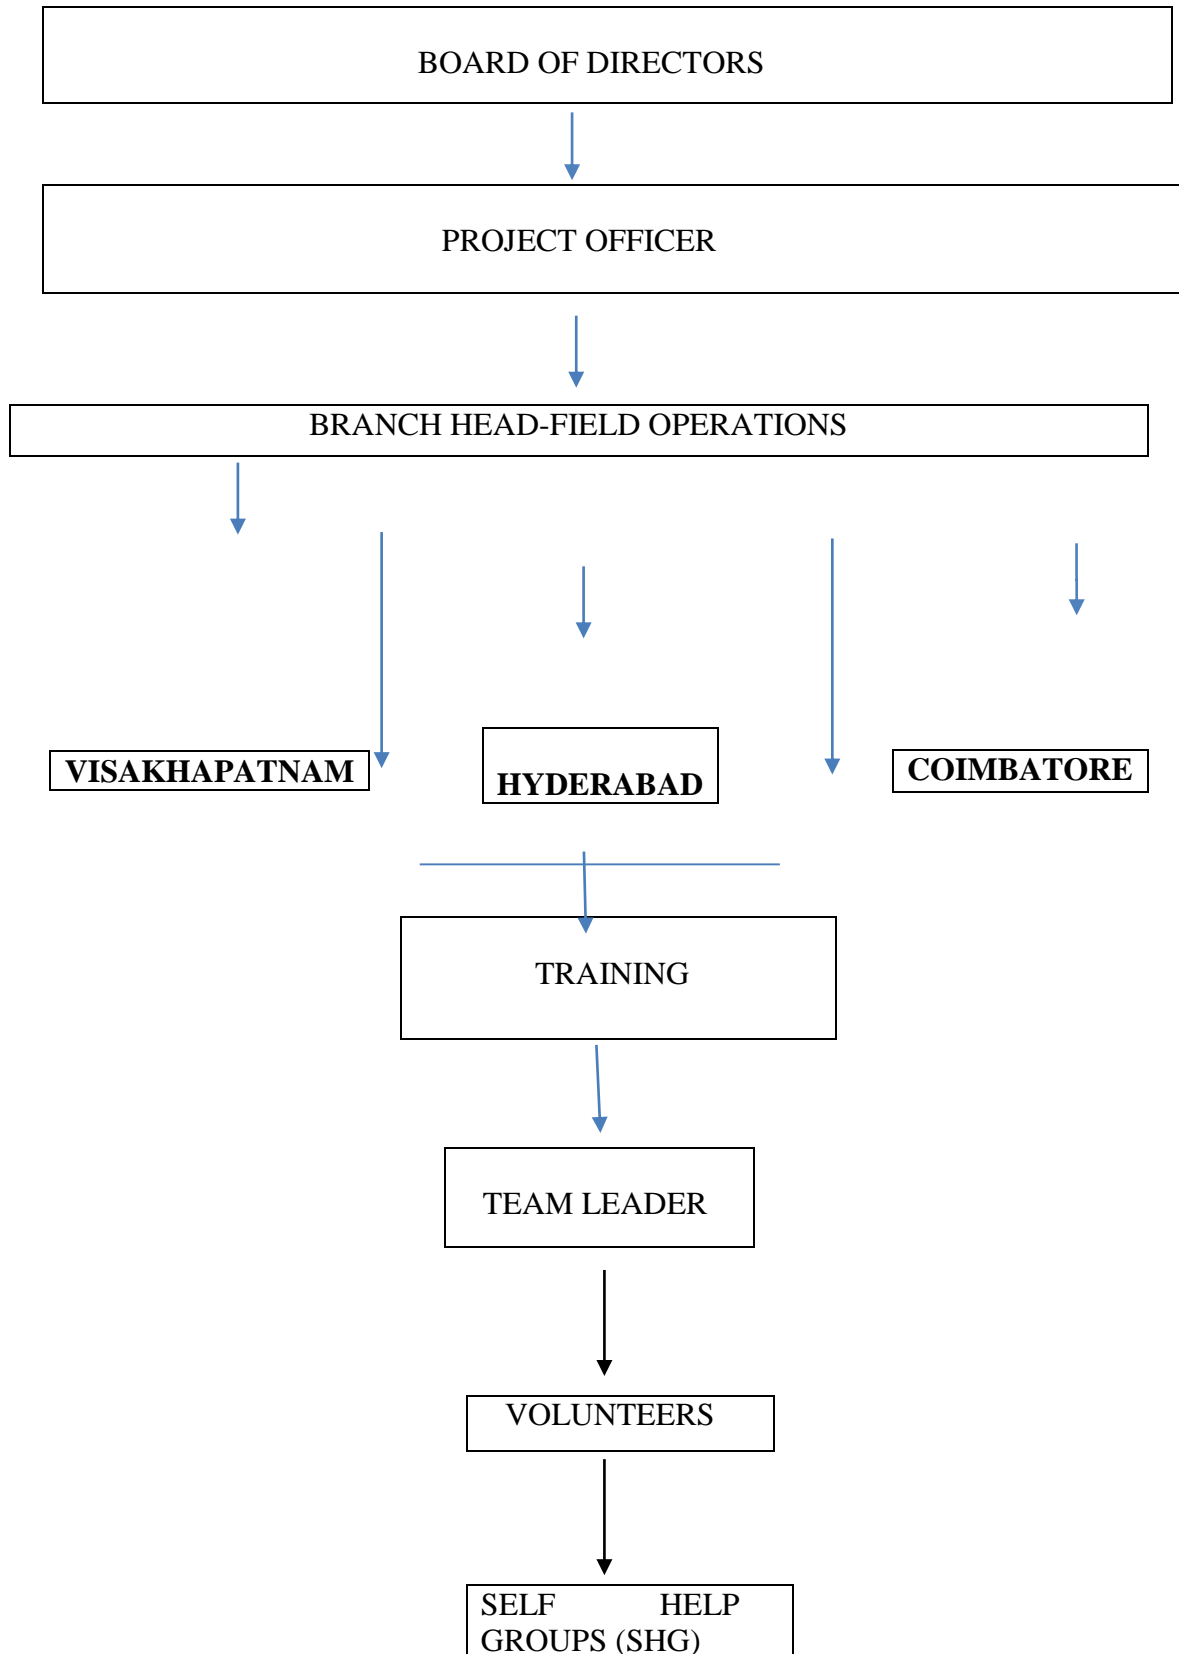 BOARD OF DIRECTORS
PROJECT OFFICER
BRANCH HEAD-FIELD OPERATIONS
VISAKHAPATNAM
HYDERABAD
COIMBATORE
TRAINING
TEAM LEADER
VOLUNTEERS
SELF HELP
GROUPS (SHG)